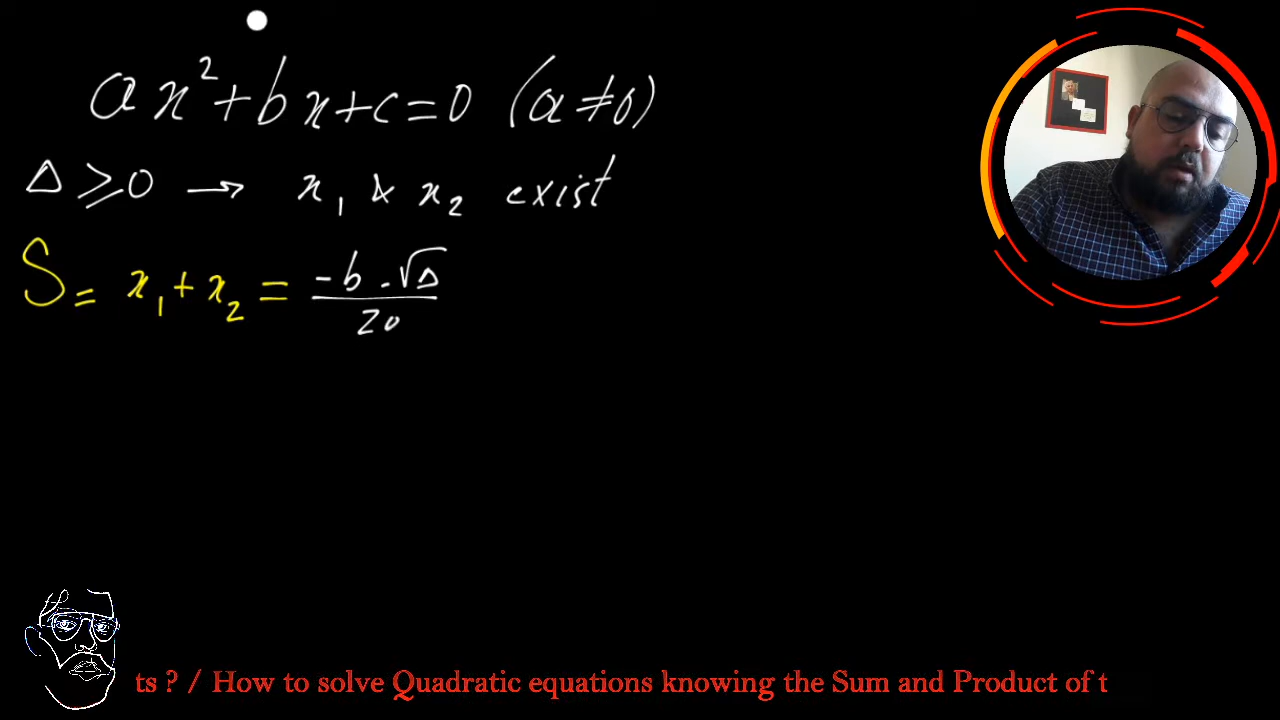 ax²+bx+c=0 (a≠0)
Δ⩾0 → x₁ & x₂ exist
S= x₁+x₂ = -b-√Δ
2a
ts ? / How to solve Quadratic equations knowing the Sum and Product of t